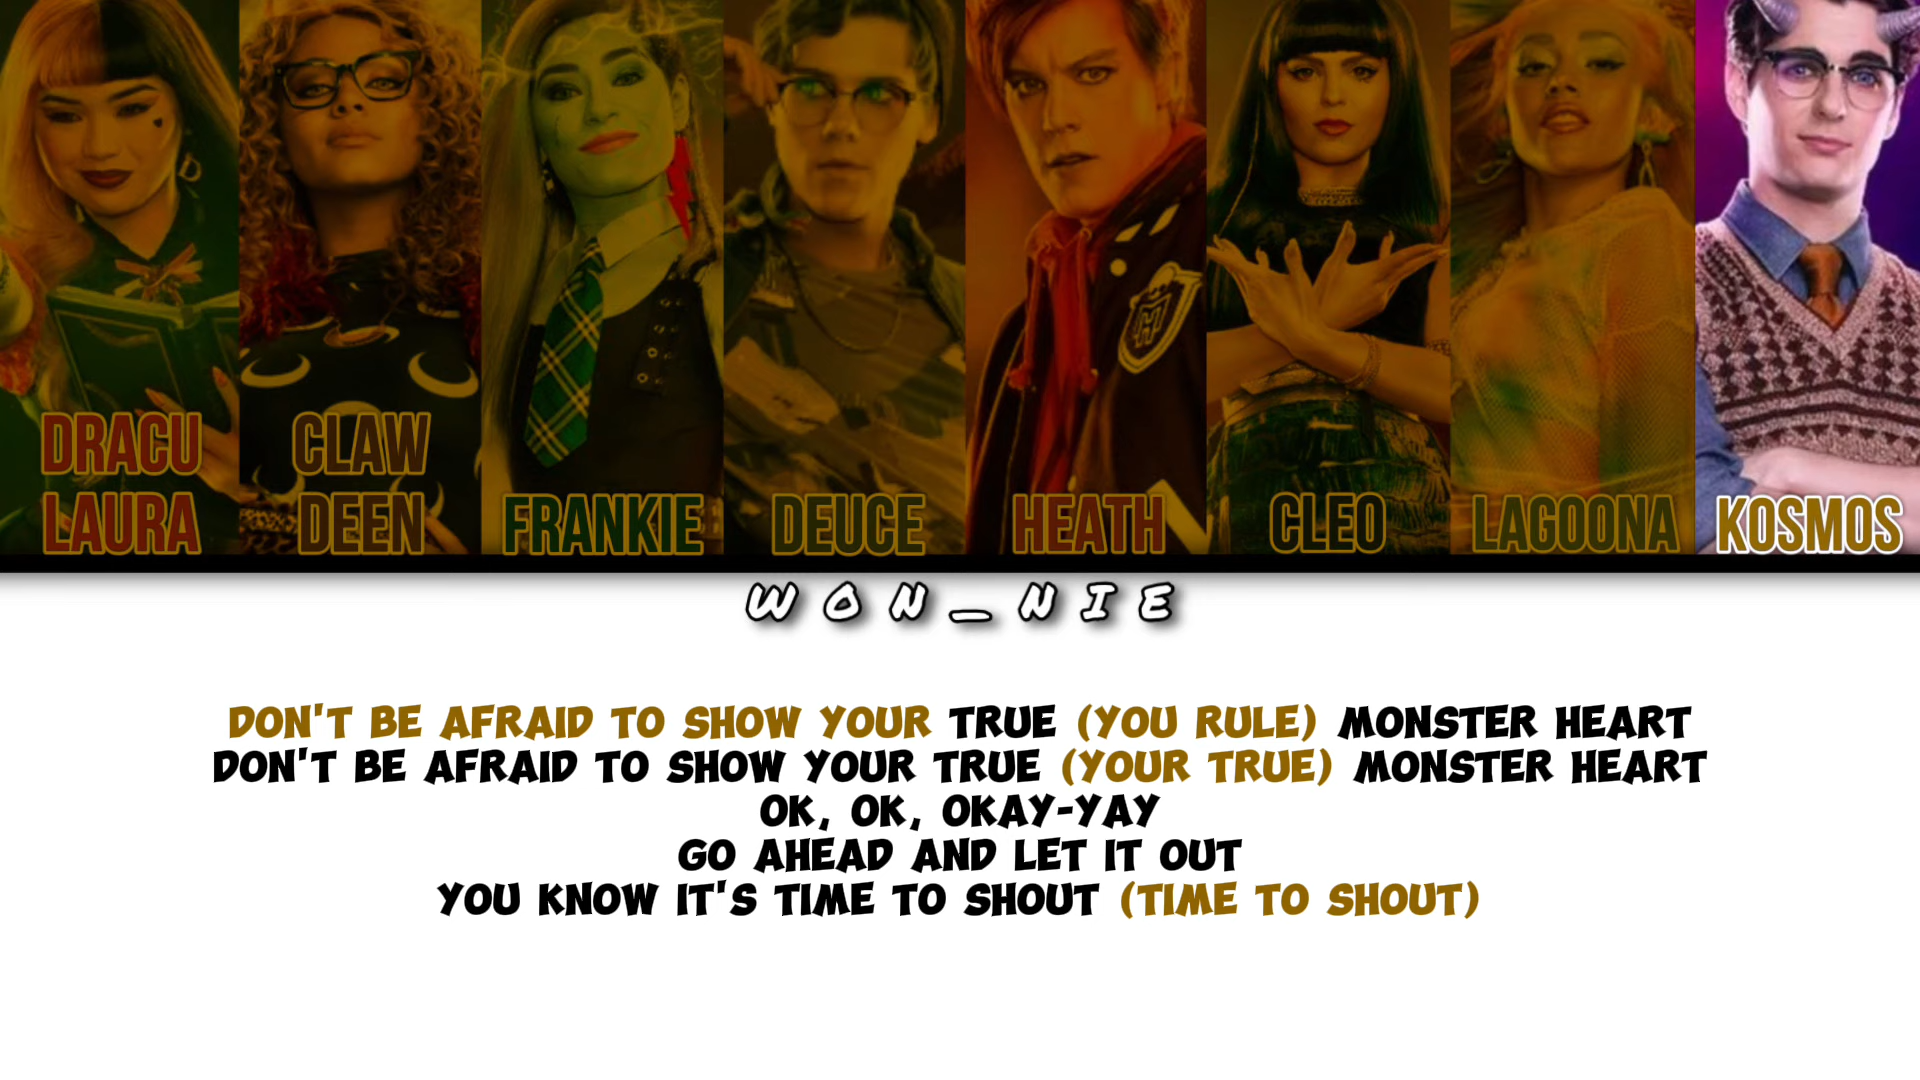 DRACU
LAURA
CLAW
DEEN
FRANKIE
DEUCE
HEATH
CLEO
LAGOONA
KOSMOS
WON_NIE
DON'T BE AFRAID TO SHOW YOUR TRUE (YOU RULE) MONSTER HEART
DON'T BE AFRAID TO SHOW YOUR TRUE (YOUR TRUE) MONSTER HEART
OK, OK, OKAY-YAY
GO AHEAD AND LET IT OUT
YOU KNOW IT'S TIME TO SHOUT (TIME TO SHOUT)